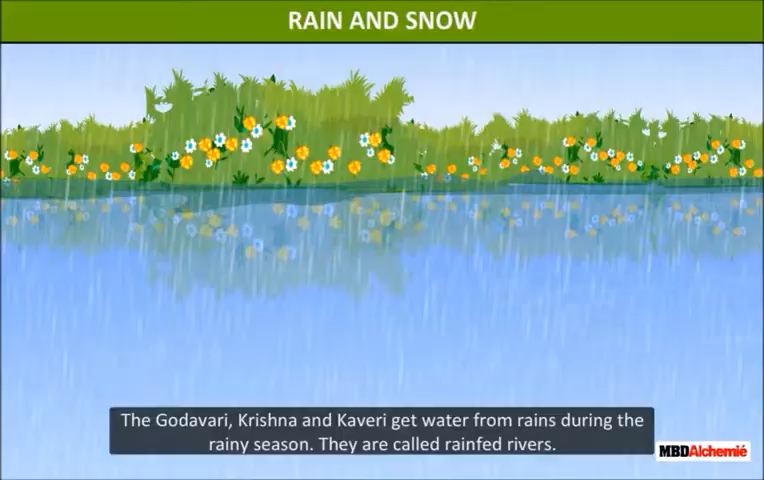 RAIN AND SNOW
The Godavari, Krishna and Kaveri get water from rains during the
rainy season. They are called rainfed rivers.
MBDAlchemié